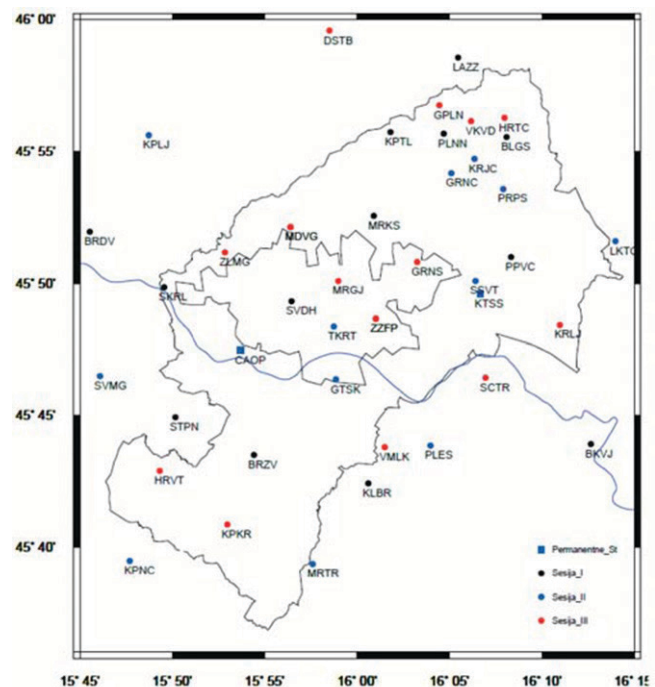 46° 00'
DSTB
LAZZ
GPLN
VKVD
HRTC
KPLJ
KPTL
PLNN
BLGS
45° 55'
KRJC
GRNC
PRPS
BRDV
MDVG
MRKS
LKTC
ZLMG
GRNS
PPVC
45° 50'
SKRL
MRGJ
SSVT
KTSS
SVDH
TKRT
ZZFP
KRLJ
CAOP
SVMG
GTSK
SCTR
45° 45'
STPN
BRZV
VMLK
PLES
BKVJ
HRVT
KLBR
KPKR
45° 40'
KPNC
MRTR
Permanentne_St
Sesija_I
Sesija_II
Sesija_III
15° 45' 15° 50' 15° 55' 16° 00' 16° 05' 16° 10' 16° 15'